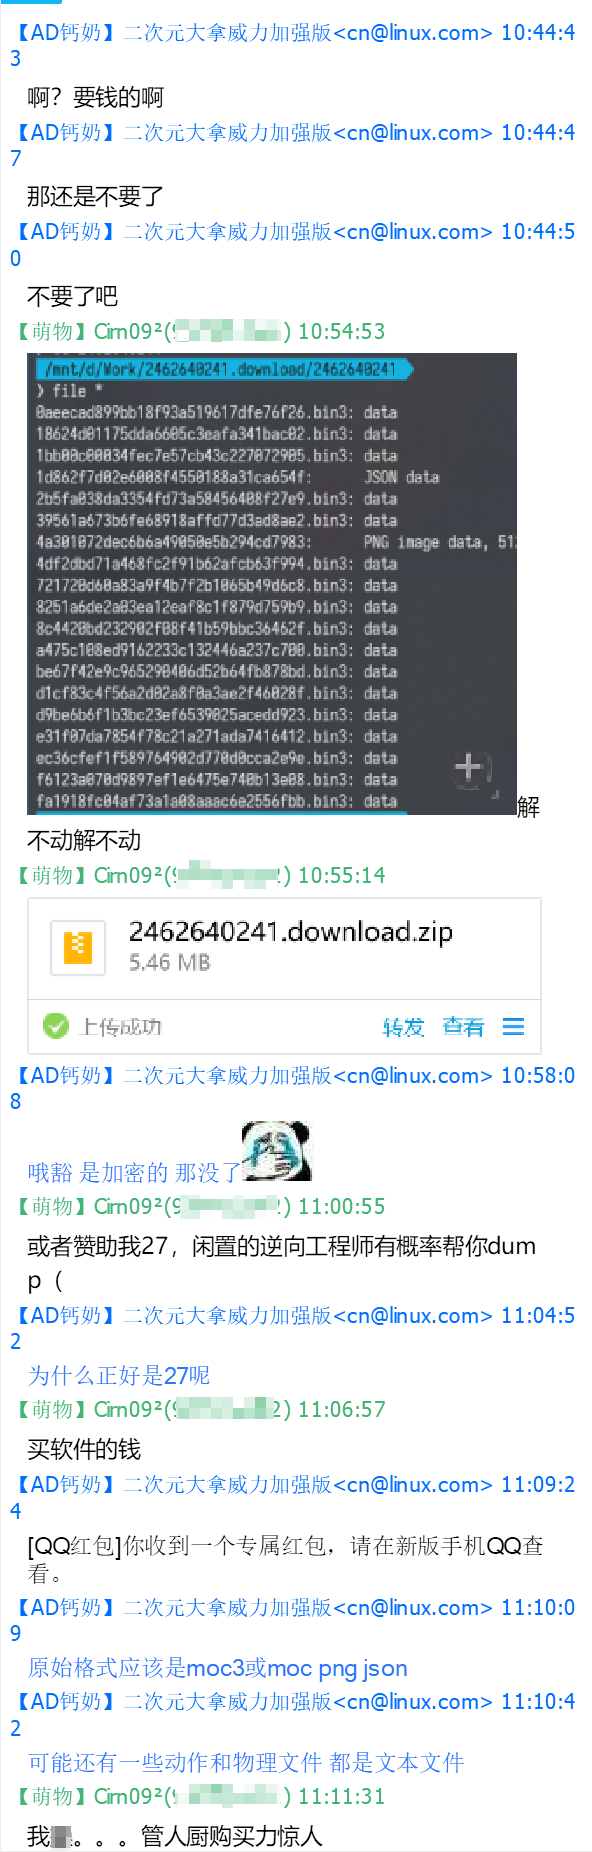 【AD钙奶】二次元大拿威力加强版<cn@linux.com> 10:44:4
3
啊？要钱的啊
【AD钙奶】二次元大拿威力加强版<cn@linux.com> 10:44:4
7
那还是不要了
【AD钙奶】二次元大拿威力加强版<cn@linux.com> 10:44:5
0
不要了吧
【萌物】Cirn09²( ) 10:54:53
/mnt/d/Work/2462640241.download/2462640241
❯ file *
0aeecad899bb18f93a519617dfe76f26.bin3: data
18624d01175dda6605c3eafa341bac02.bin3: data
1bb00c00034fec7e57cb43c227072905.bin3: data
1d862f7d02e6008f4550188a31ca654f: JSON data
2b5fa038da3354fd73a58456408f27e9.bin3: data
39561a673b6fe68918affd77d3ad8ae2.bin3: data
4a301072dec6b6a49050e5b294cd7983: PNG image data, 51
4df2dbd71a468fc2f91b62afcb63f994.bin3: data
721720d60a83a9f4b7f2b1065b49d6c8.bin3: data
8251a6de2a03ea12eaf8c1f879d759b9.bin3: data
8c4420bd232902f08f41b59bbc36462f.bin3: data
a475c108ed9162233c132446a237c700.bin3: data
be67f42e9c965290406d52b64fb878bd.bin3: data
d1cf83c4f56a2d02a8f0a3ae2f46028f.bin3: data
d9be6b6f1b3bc23ef6539825acedd923.bin3: data
e31f07da7854f78c21a271ada7416412.bin3: data
ec36cfef1f589764902d770d0cca2e9e.bin3: data
f6123a070d9897ef1e6475e740b13e08.bin3: data
fa1918fc04af73a1a08aaac6e2556fbb.bin3: data
解
不动解不动
【萌物】Cirn09²( ) 10:55:14
2462640241.download.zip
5.46 MB
上传成功 转发 查看
【AD钙奶】二次元大拿威力加强版<cn@linux.com> 10:58:0
8
哦豁 是加密的 那没了
【萌物】Cirn09²( ) 11:00:55
或者赞助我27，闲置的逆向工程师有概率帮你dum
p（
【AD钙奶】二次元大拿威力加强版<cn@linux.com> 11:04:5
2
为什么正好是27呢
【萌物】Cirn09²( ) 11:06:57
买软件的钱
【AD钙奶】二次元大拿威力加强版<cn@linux.com> 11:09:2
4
[QQ红包]你收到一个专属红包，请在新版手机QQ查
看。
【AD钙奶】二次元大拿威力加强版<cn@linux.com> 11:10:0
9
原始格式应该是moc3或moc png json
【AD钙奶】二次元大拿威力加强版<cn@linux.com> 11:10:4
2
可能还有一些动作和物理文件 都是文本文件
【萌物】Cirn09²( ) 11:11:31
我 。。。管人厨购买力惊人